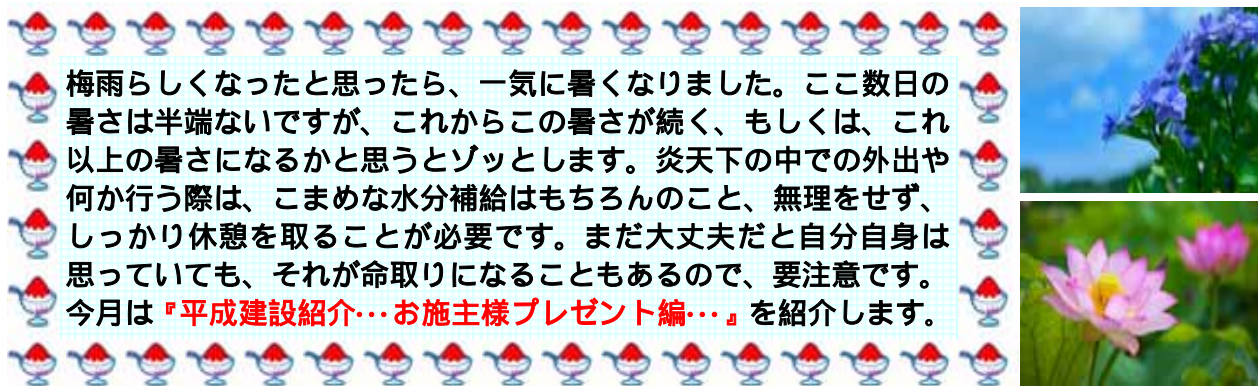 梅雨らしくなったと思ったら、一気に暑くなりました。ここ数日の
暑さは半端ないですが、これからこの暑さが続く、もしくは、これ
以上の暑さになるかと思うとゾッとします。炎天下の中での外出や
何か行う際は、こまめな水分補給はもちろんのこと、無理をせず、
しっかり休憩を取ることが必要です。まだ大丈夫だと自分自身は
思っていても、それが命取りになることもあるので、要注意です。
今月は『平成建設紹介…お施主様プレゼント編…』を紹介します。